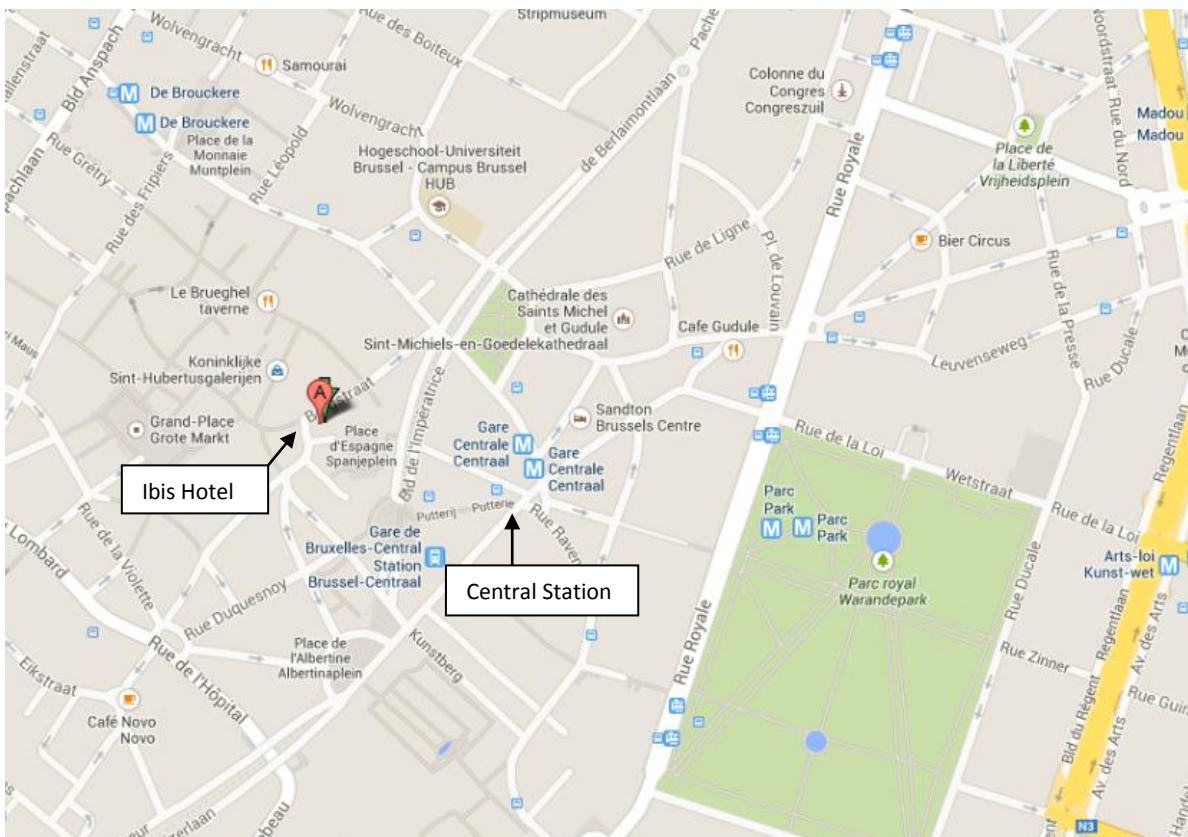 Stripmuseum
Pache
Noordstraat
Rue du Nord
Wolvengracht
Rue des Boiteux
Samourai
Bld Anspach
De Brouckere
De Brouckere
Place de la
Monnaie
Muntplein
Wolvengracht
Rue Léopold
Rue Grétry
Rue des Fripiers
Hogeschool-Universiteit
Brussel - Campus Brussel
HUB
de Berlaimontlaan
Colonne du
Congres
Congreszuil
Rue Royale
Madou
Madou
Place de
la Liberté
Vrijheidsplein
Bier Circus
Rue de Ligne
Pl. de Louvain
Rue de la Presse
Le Brueghel
taverne
Cathédrale des
Saints Michel
et Gudule
Sint-Michiels-en-Goedelekathedraal
Cafe Gudule
Leuvenseweg
Rue Ducale
Koninklijke
Sint-Hubertusgalerijen
A
Grand-Place
Grote Markt
Place
d'Espagne
Spanjeplein
Bld de l'Impératrice
Gare
Centrale
Centraal
Gare
Centrale
Centraal
Sandton
Brussels Centre
Rue de la Loi
Wetstraat
Rue de la Loi
Regentlaan
Ibis Hotel
Putterij
Putterie
Rue Raven
Gare de
Bruxelles-Central
Station
Brussel-Centraal
Central Station
Parc
Park
Parc
Park
Parc royal
Warandepark
Arts-loi
Kunst-wet
Rue Ducale
Lombard
Rue de la Violette
Rue Duquesnoy
Place de
l'Albertine
Albertinaplein
Kunstberg
Rue Royale
Rue Zinner
Regentlaan
Bld du Régent
Av. des Arts
Av. des Arts
Eikstraat
Rue de l'Hôpital
Café Novo
Novo
N3